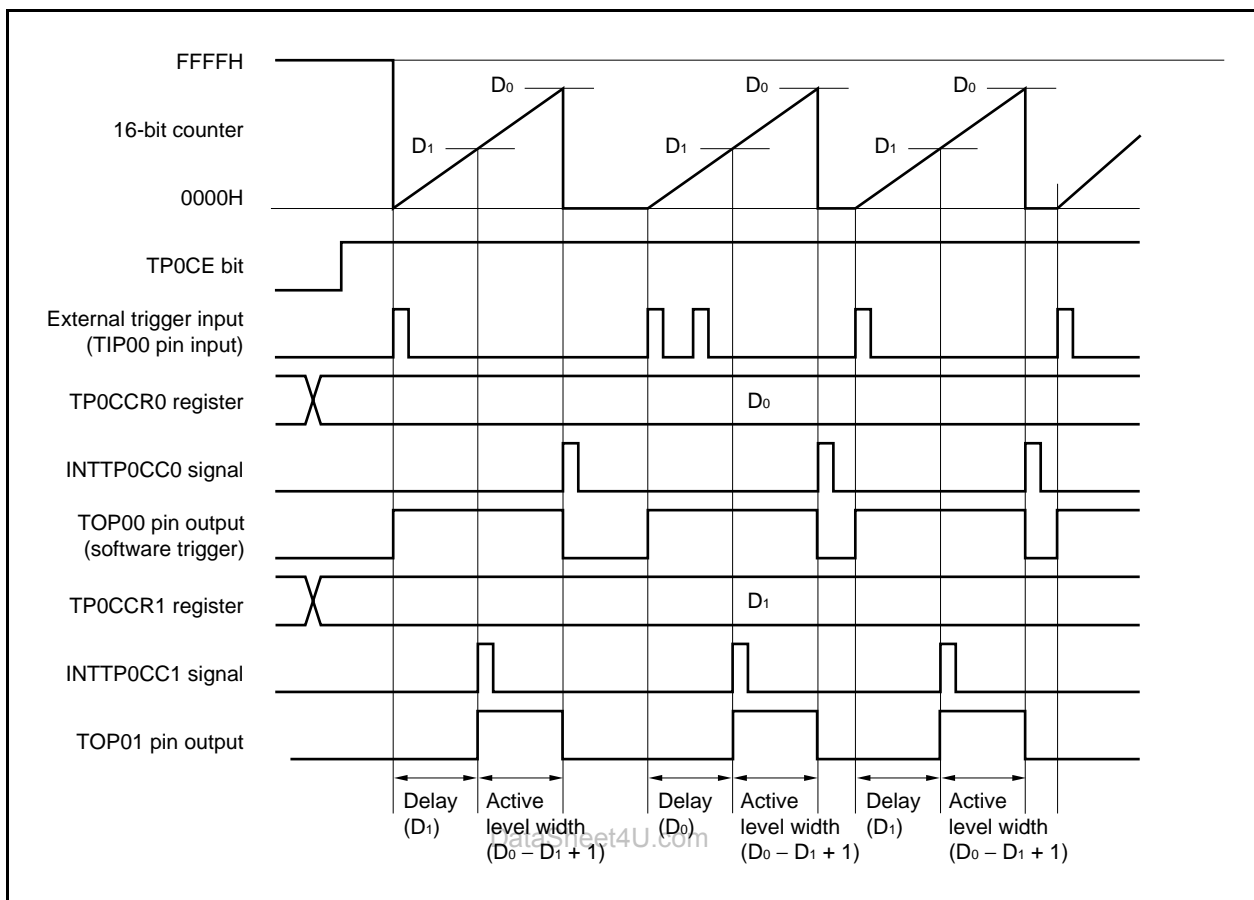 FFFFH
D0 D0 D0
16-bit counter
D1 D1 D1
0000H
TP0CE bit
External trigger input
(TIP00 pin input)
TP0CCR0 register
D0
INTTP0CC0 signal
TOP00 pin output
(software trigger)
TP0CCR1 register
D1
INTTP0CC1 signal
TOP01 pin output
Delay
(D1)
Active
level width
(D0 − D1 + 1)
Delay
(D0)
Active
level width
(D0 − D1 + 1)
Delay
(D1)
Active
level width
(D0 − D1 + 1)
DataSheet4U.com